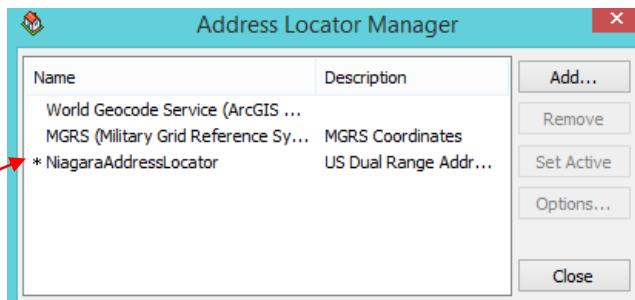 Address Locator Manager
Name Description
World Geocode Service (ArcGIS ...
MGRS (Military Grid Reference Sy... MGRS Coordinates
* NiagaraAddressLocator US Dual Range Addr...
Add...
Remove
Set Active
Options...
Close